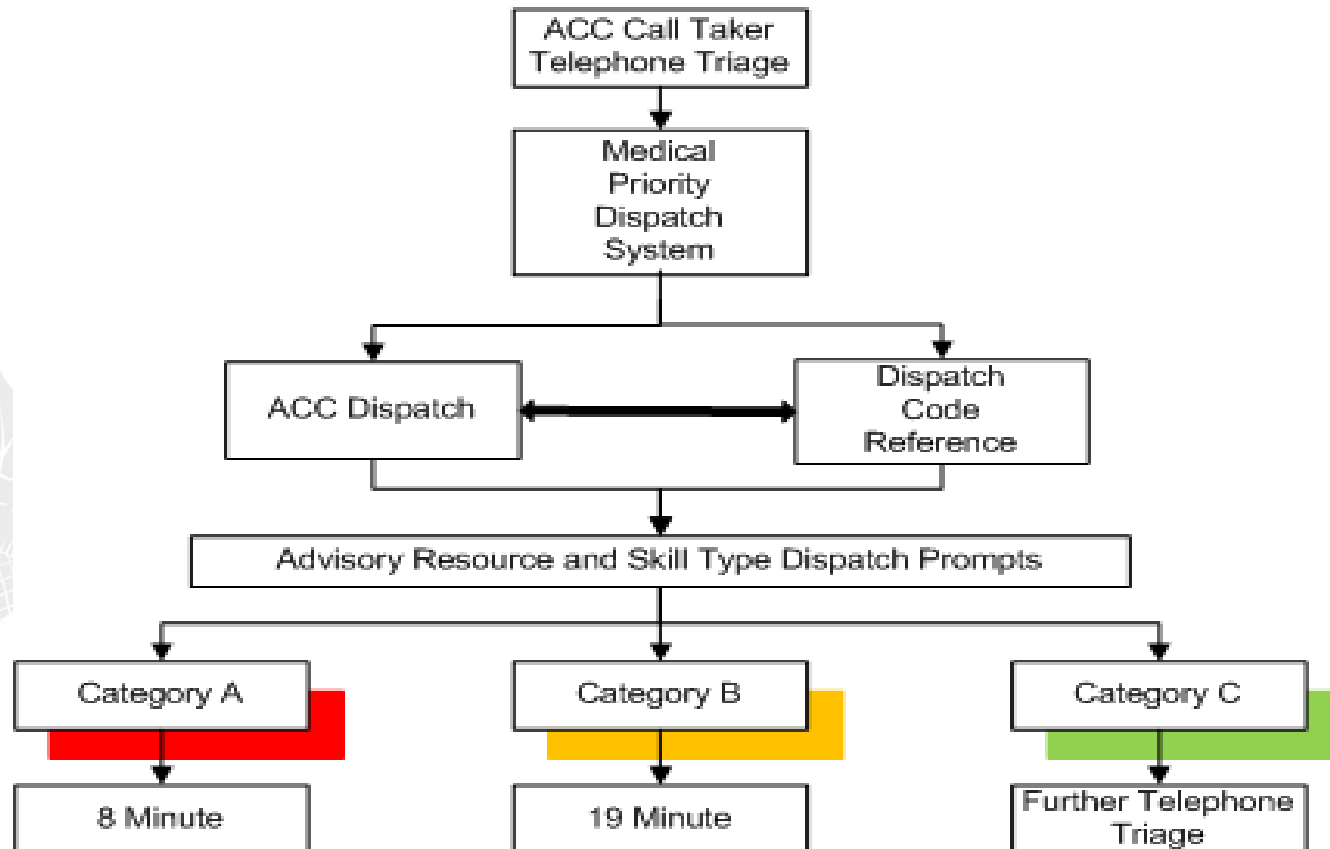 ACC Call Taker
Telephone Triage
Medical
Priority
Dispatch
System
ACC Dispatch
Dispatch
Code
Reference
Advisory Resource and Skill Type Dispatch Prompts
Category A
Category B
Category C
8 Minute
19 Minute
Further Telephone
Triage